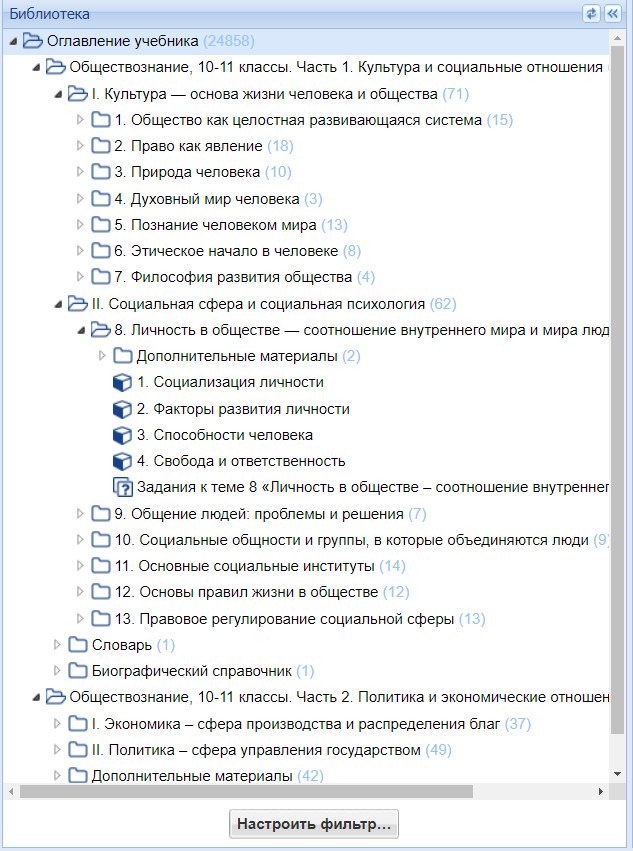 Библиотека
Оглавление учебника (24858)
Обществознание, 10-11 классы. Часть 1. Культура и социальные отношения
I. Культура — основа жизни человека и общества (71)
1. Общество как целостная развивающаяся система (15)
2. Право как явление (18)
3. Природа человека (10)
4. Духовный мир человека (3)
5. Познание человеком мира (13)
6. Этическое начало в человеке (8)
7. Философия развития общества (4)
II. Социальная сфера и социальная психология (62)
8. Личность в обществе — соотношение внутреннего мира и мира люд
Дополнительные материалы (2)
1. Социализация личности
2. Факторы развития личности
3. Способности человека
4. Свобода и ответственность
Задания к теме 8 «Личность в обществе – соотношение внутреннег
9. Общение людей: проблемы и решения (7)
10. Социальные общности и группы, в которые объединяются люди (9)
11. Основные социальные институты (14)
12. Основы правил жизни в обществе (12)
13. Правовое регулирование социальной сферы (13)
Словарь (1)
Биографический справочник (1)
Обществознание, 10-11 классы. Часть 2. Политика и экономические отношен
I. Экономика – сфера производства и распределения благ (37)
II. Политика – сфера управления государством (49)
Дополнительные материалы (42)
Настроить фильтр...